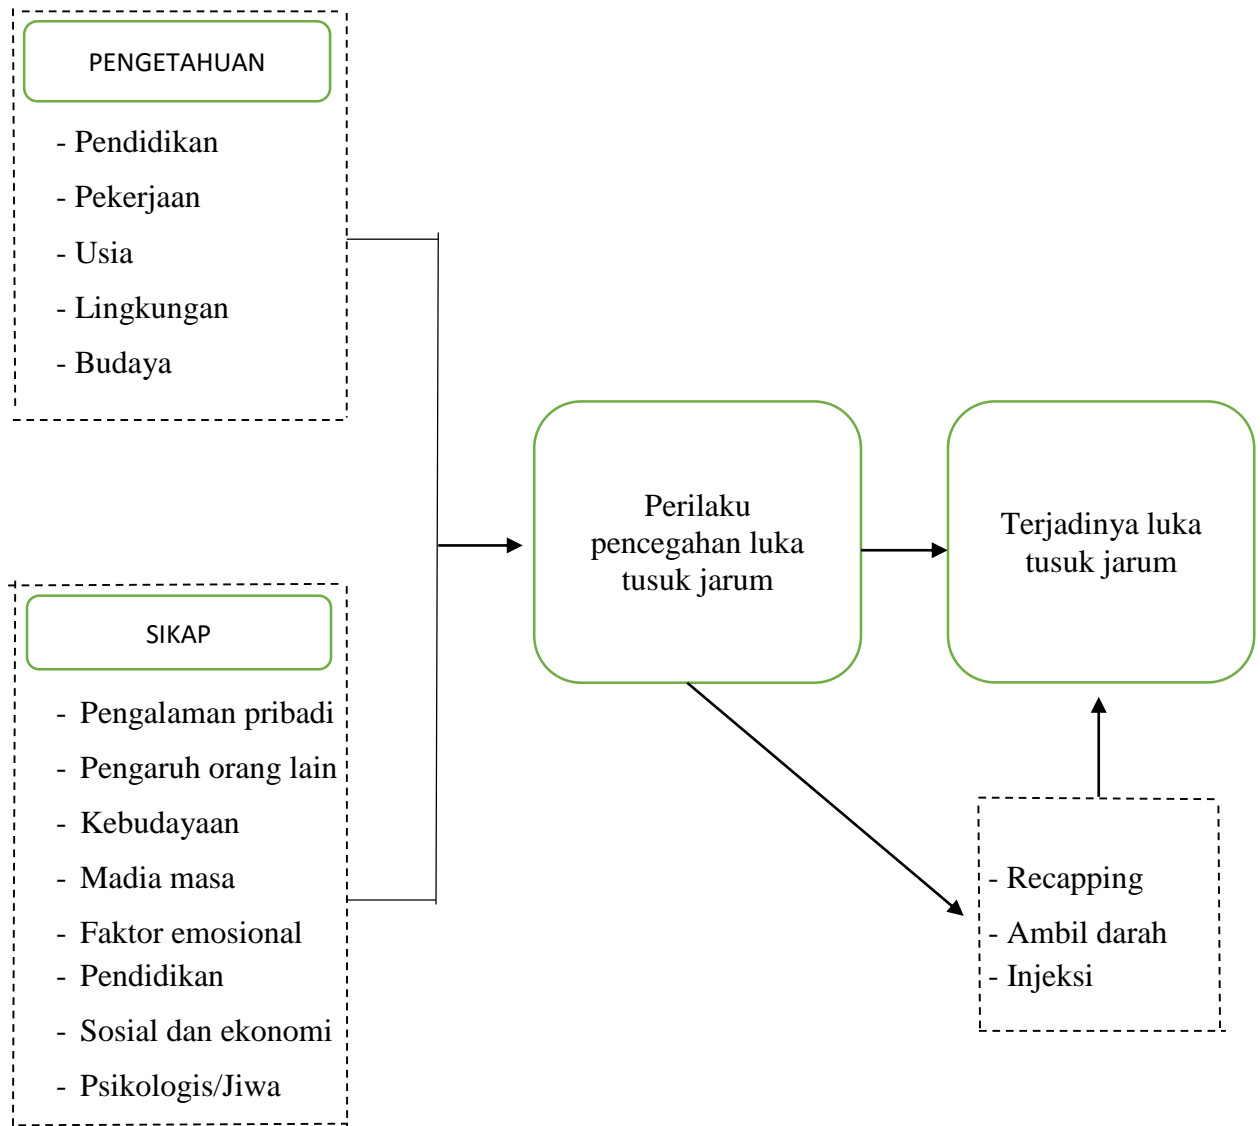 PENGETAHUAN
- Pendidikan
- Pekerjaan
- Usia
- Lingkungan
- Budaya
SIKAP
- Pengalaman pribadi
- Pengaruh orang lain
- Kebudayaan
- Madia masa
- Faktor emosional
- Pendidikan
- Sosial dan ekonomi
- Psikologis/Jiwa
Perilaku
pencegahan luka
tusuk jarum
Terjadinya luka
tusuk jarum
- Recapping
- Ambil darah
- Injeksi